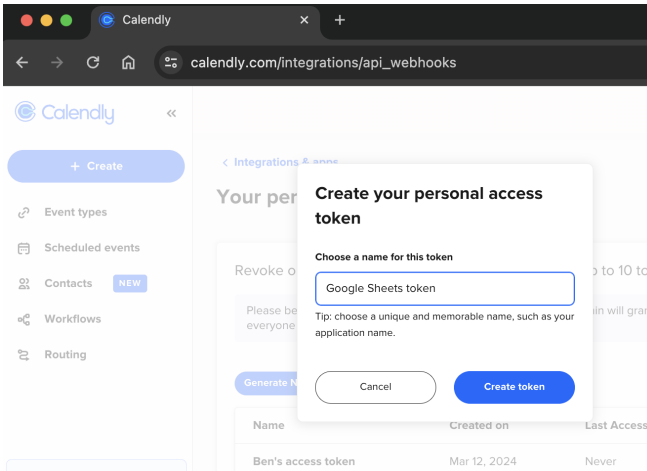 Calendly
calendly.com/integrations/api_webhooks
Calendly
+ Create
Event types
Scheduled events
Contacts NEW
Workflows
Routing
< Integrations & apps
Your per
Revoke o
to 10 to
Please be
everyone
in will gran
Generate N
Create your personal access
token
Choose a name for this token
Google Sheets token
Tip: choose a unique and memorable name, such as your
application name.
Cancel
Create token
Name Created on Last Access
Ben's access token Mar 12, 2024 Never